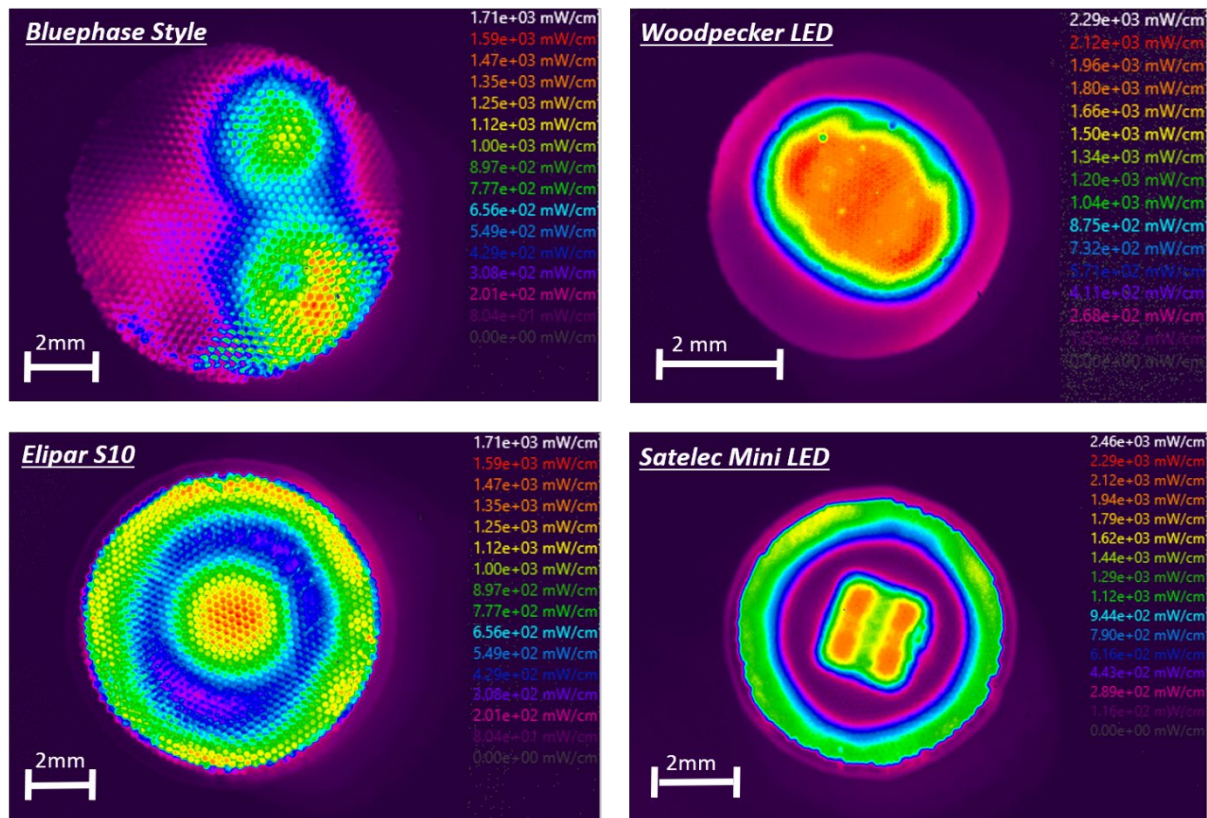 Bluephase Style
1.71e+03 mW/cm
1.59e+03 mW/cm
1.47e+03 mW/cm
1.35e+03 mW/cm
1.25e+03 mW/cm
1.12e+03 mW/cm
1.00e+03 mW/cm
8.97e+02 mW/cm
7.77e+02 mW/cm
6.56e+02 mW/cm
5.49e+02 mW/cm
4.29e+02 mW/cm
3.08e+02 mW/cm
2.01e+02 mW/cm
8.04e+01 mW/cm
0.00e+00 mW/cm
2mm
Woodpecker LED
2.29e+03 mW/cm
2.12e+03 mW/cm
1.96e+03 mW/cm
1.80e+03 mW/cm
1.66e+03 mW/cm
1.50e+03 mW/cm
1.34e+03 mW/cm
1.20e+03 mW/cm
1.04e+03 mW/cm
8.75e+02 mW/cm
7.32e+02 mW/cm
5.71e+02 mW/cm
4.11e+02 mW/cm
2.68e+02 mW/cm
mW/cm
0.00e+00 mW/cm
2 mm
Elipar S10
1.71e+03 mW/cm
1.59e+03 mW/cm
1.47e+03 mW/cm
1.35e+03 mW/cm
1.25e+03 mW/cm
1.12e+03 mW/cm
1.00e+03 mW/cm
8.97e+02 mW/cm
7.77e+02 mW/cm
6.56e+02 mW/cm
5.49e+02 mW/cm
4.29e+02 mW/cm
3.08e+02 mW/cm
2.01e+02 mW/cm
8.04e+01 mW/cm
0.00e+00 mW/cm
2mm
Satelec Mini LED
2.46e+03 mW/cm
2.29e+03 mW/cm
2.12e+03 mW/cm
1.94e+03 mW/cm
1.79e+03 mW/cm
1.62e+03 mW/cm
1.44e+03 mW/cm
1.29e+03 mW/cm
1.12e+03 mW/cm
9.44e+02 mW/cm
7.90e+02 mW/cm
6.16e+02 mW/cm
4.43e+02 mW/cm
2.89e+02 mW/cm
1.16e+02 mW/cm
0.00e+00 mW/cm
2mm